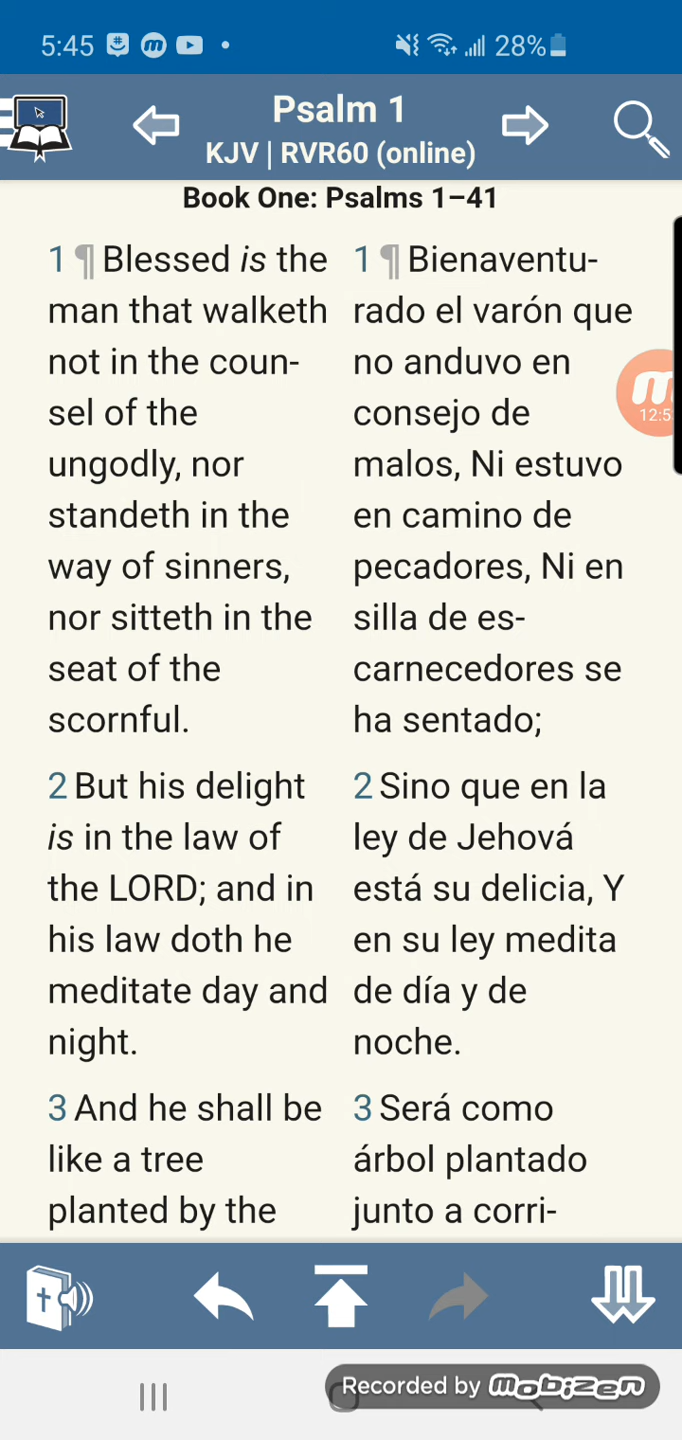 5:45
28%
Psalm 1
KJV | RVR60 (online)
Book One: Psalms 1–41
1 ¶ Blessed is the
man that walketh
not in the coun-
sel of the
ungodly, nor
standeth in the
way of sinners,
nor sitteth in the
seat of the
scornful.
2 But his delight
is in the law of
the LORD; and in
his law doth he
meditate day and
night.
3 And he shall be
like a tree
planted by the
1 ¶ Bienaventu-
rado el varón que
no anduvo en
consejo de
malos, Ni estuvo
en camino de
pecadores, Ni en
silla de es-
carnecedores se
ha sentado;
2 Sino que en la
ley de Jehová
está su delicia, Y
en su ley medita
de día y de
noche.
3 Será como
árbol plantado
junto a corri-
m
12:5
Recorded by Mobizen